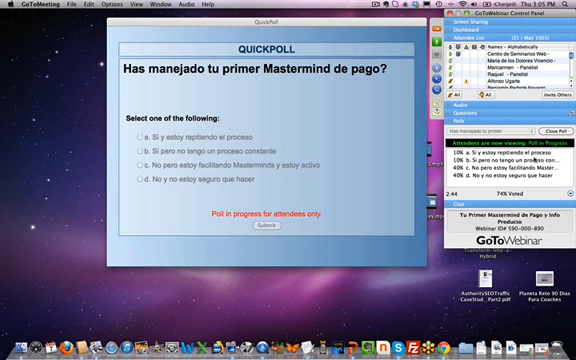 GoToMeeting File Edit View Options Window Audio Help
(Charged) Thu 3:05 PM
QuickPoll
QUICKPOLL
Has manejado tu primer Mastermind de pago?
Select one of the following:
a. Si y estoy repitiendo el proceso
b. Si pero no tengo un proceso constante
c. No pero estoy facilitando Masterminds y estoy activo
d. No y no estoy seguro que hacer
Poll in progress for attendees only.
Submit
GoToWebinar Control Panel
Screen Sharing
Dashboard
Attendee List
Names - Alphabetically
Centro de Seminarios Web -
Maria de los Dolores Vicencio -
Maricarmen - Panelist
Raquel - Panelist
Alfonso Ugarte
All All Invite Others
Audio
Questions
Polls
Has manejado tu primer Close Poll
Attendees are now viewing: Poll in Progress
10% a. Si y estoy repitiendo el proceso
10% b. Si pero no tengo un proceso con...
40% c. No pero estoy facilitando Master...
40% d. No y no estoy seguro que hacer
2:44 74% Voted
Chat
Tu Primer Mastermind de Pago y Info
Producto
Webinar ID# 590-000-890
GoToWebinar
Hybrid
AuthoritySEOTraffic
CaseStud...Part2.pdf
Planeta Reto 90 Dias
Para Coaches